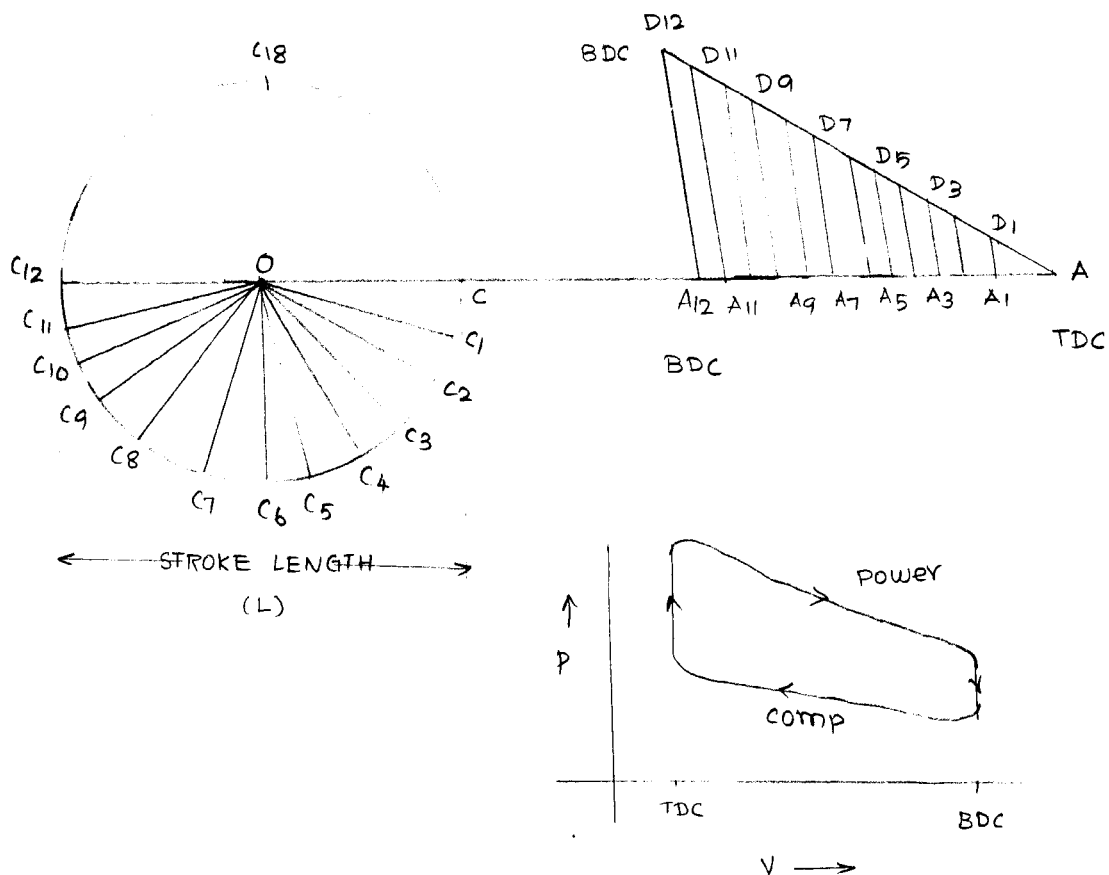 C18
D12
BDC
D11
D9
D7
D5
D3
D1
C12
O
C
A
C11
C1
A12 A11 A9 A7 A5 A3 A1
TDC
BDC
C10
C2
C9
C3
C8
C4
C7
C6
C5
STROKE LENGTH
(L)
power
P
comp
TDC
BDC
V